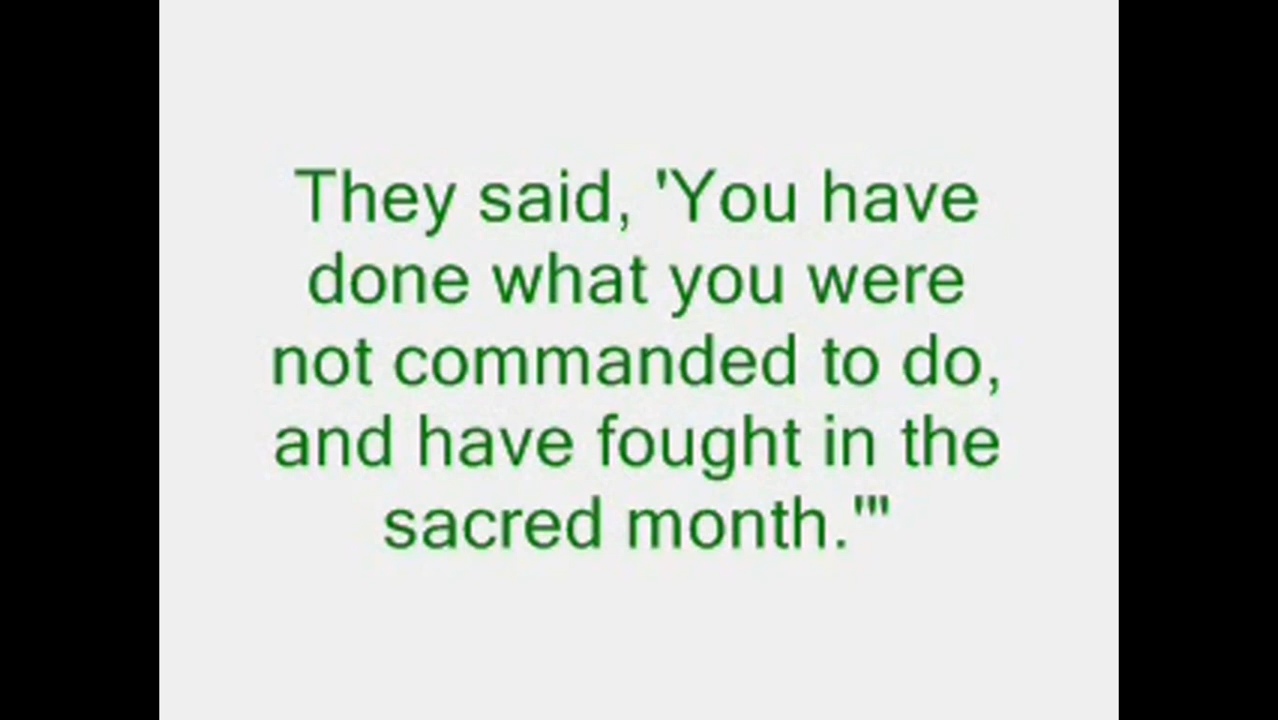 They said, 'You have
done what you were
not commanded to do,
and have fought in the
sacred month.'"